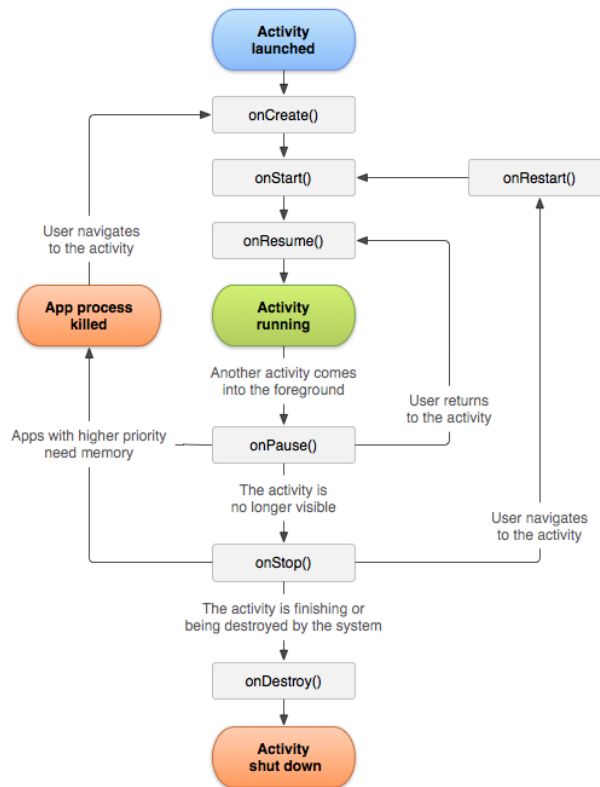 Activity
launched
onCreate()
onStart()
onRestart()
User navigates
to the activity
onResume()
App process
killed
Activity
running
Another activity comes
into the foreground
User returns
to the activity
Apps with higher priority
need memory
onPause()
The activity is
no longer visible
User navigates
to the activity
onStop()
The activity is finishing or
being destroyed by the system
onDestroy()
Activity
shut down